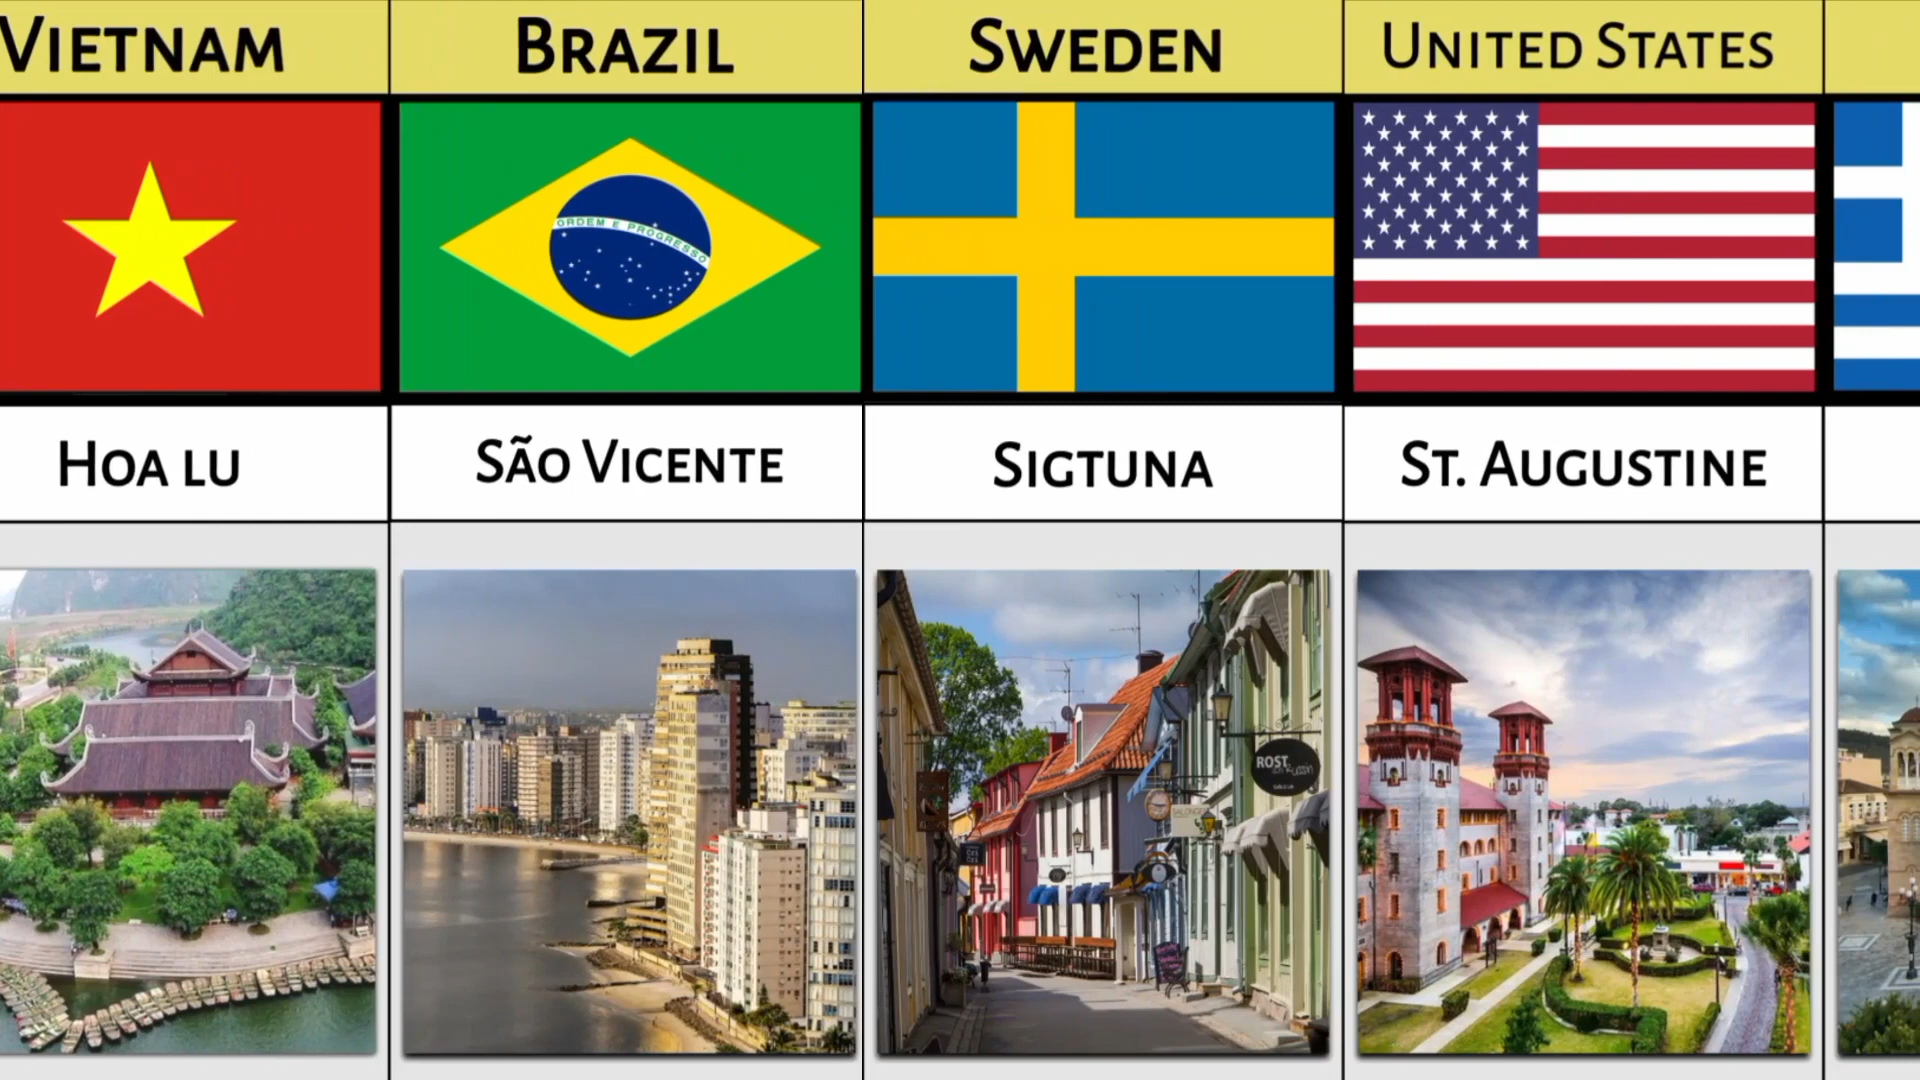 VIETNAM
BRAZIL
SWEDEN
UNITED STATES
ORDEM E PROGRESSO
HOA LU
SÃO VICENTE
SIGTUNA
ST. AUGUSTINE
ROST